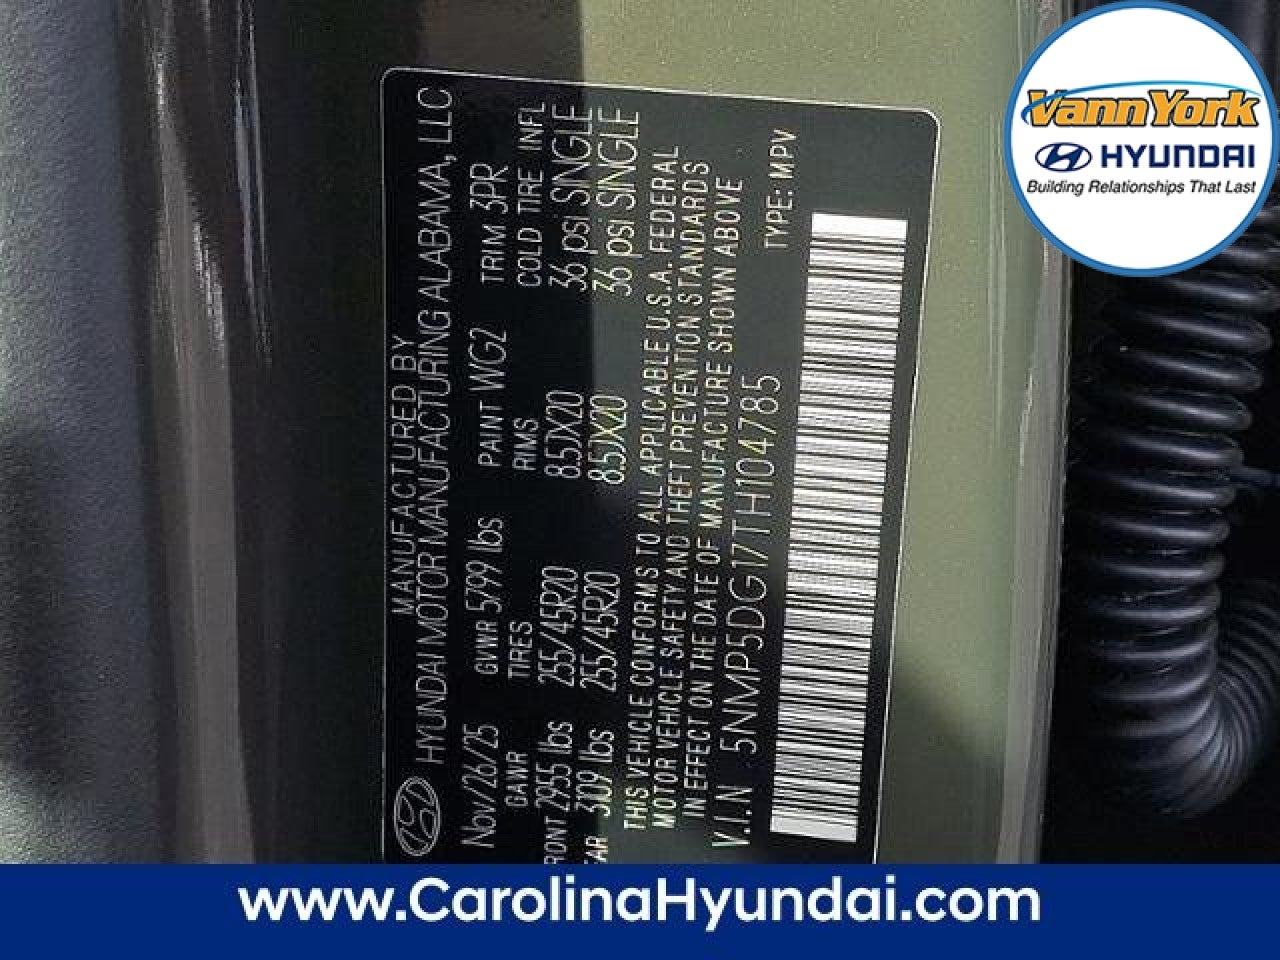 MANUFACTURED BY
HYUNDAI MOTOR MANUFACTURING ALABAMA, LLC
Nov/26/25 GVWR 5799 lbs PAINT WG2 TRIM 3PR
GAWR TIRES RIMS COLD TIRE INFL
RONT 2955 lbs 255/45R20 8.5JX20 36 psi SINGLE
EAR 3109 lbs 255/45R20 8.5JX20 36 psi SINGLE
THIS VEHICLE CONFORMS TO ALL APPLICABLE U.S.A. FEDERAL
MOTOR VEHICLE SAFETY AND THEFT PREVENTION STANDARDS
IN EFFECT ON THE DATE OF MANUFACTURE SHOWN ABOVE
V.I.N 5NMP5DG17TH104785 TYPE: MPV
Vann York
HYUNDAI
Building Relationships That Last
www.CarolinaHyundai.com